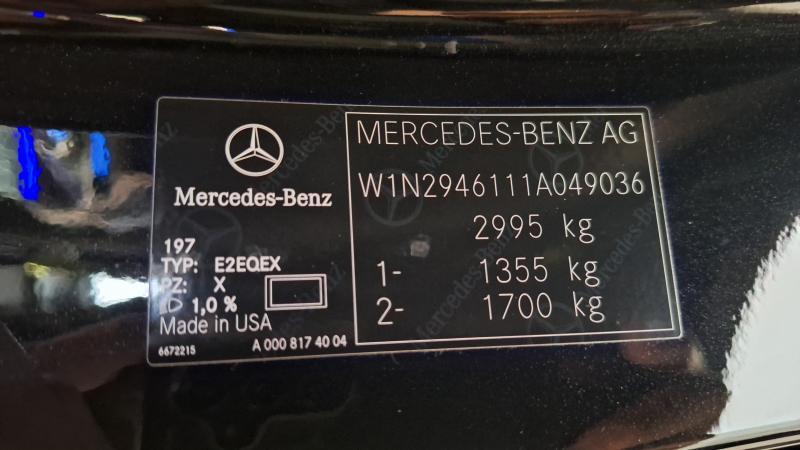 Mercedes-Benz
197
TYP: E2EQEX
PZ: X
1,0 %
Made in USA
6672215
A 000 817 40 04
MERCEDES-BENZ AG
W1N2946111A049036
2995 kg
1- 1355 kg
2- 1700 kg